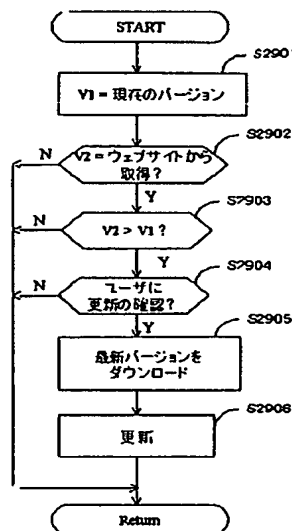 START
S2901
V1 = 現在のバージョン
S2902
N
V2 = ウェブサイトから
取得?
Y
S2903
N
V2 > V1 ?
Y
S2904
N
ユーザに
更新の確認?
Y
S2905
最新バージョンを
ダウンロード
S2906
更新
Return